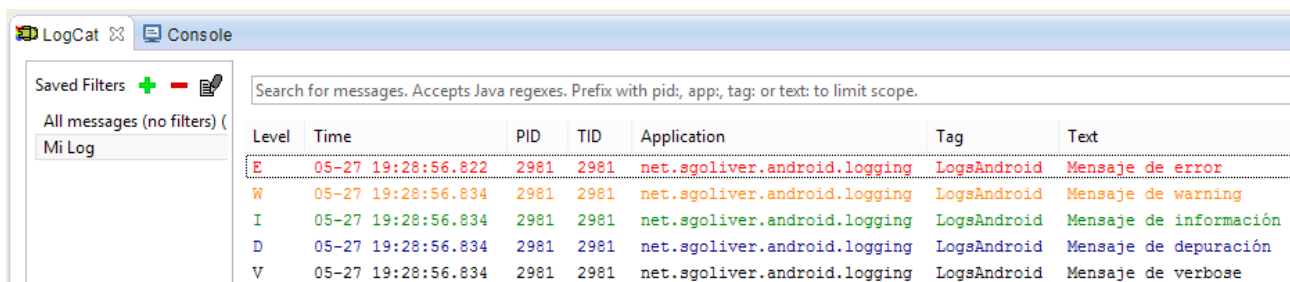 LogCat Console
Saved Filters
Search for messages. Accepts Java regexes. Prefix with pid:, app:, tag: or text: to limit scope.
All messages (no filters) (
Mi Log
Level Time PID TID Application Tag Text
E 05-27 19:28:56.822 2981 2981 net.sgoliver.android.logging LogsAndroid Mensaje de error
W 05-27 19:28:56.834 2981 2981 net.sgoliver.android.logging LogsAndroid Mensaje de warning
I 05-27 19:28:56.834 2981 2981 net.sgoliver.android.logging LogsAndroid Mensaje de información
D 05-27 19:28:56.834 2981 2981 net.sgoliver.android.logging LogsAndroid Mensaje de depuración
V 05-27 19:28:56.834 2981 2981 net.sgoliver.android.logging LogsAndroid Mensaje de verbose